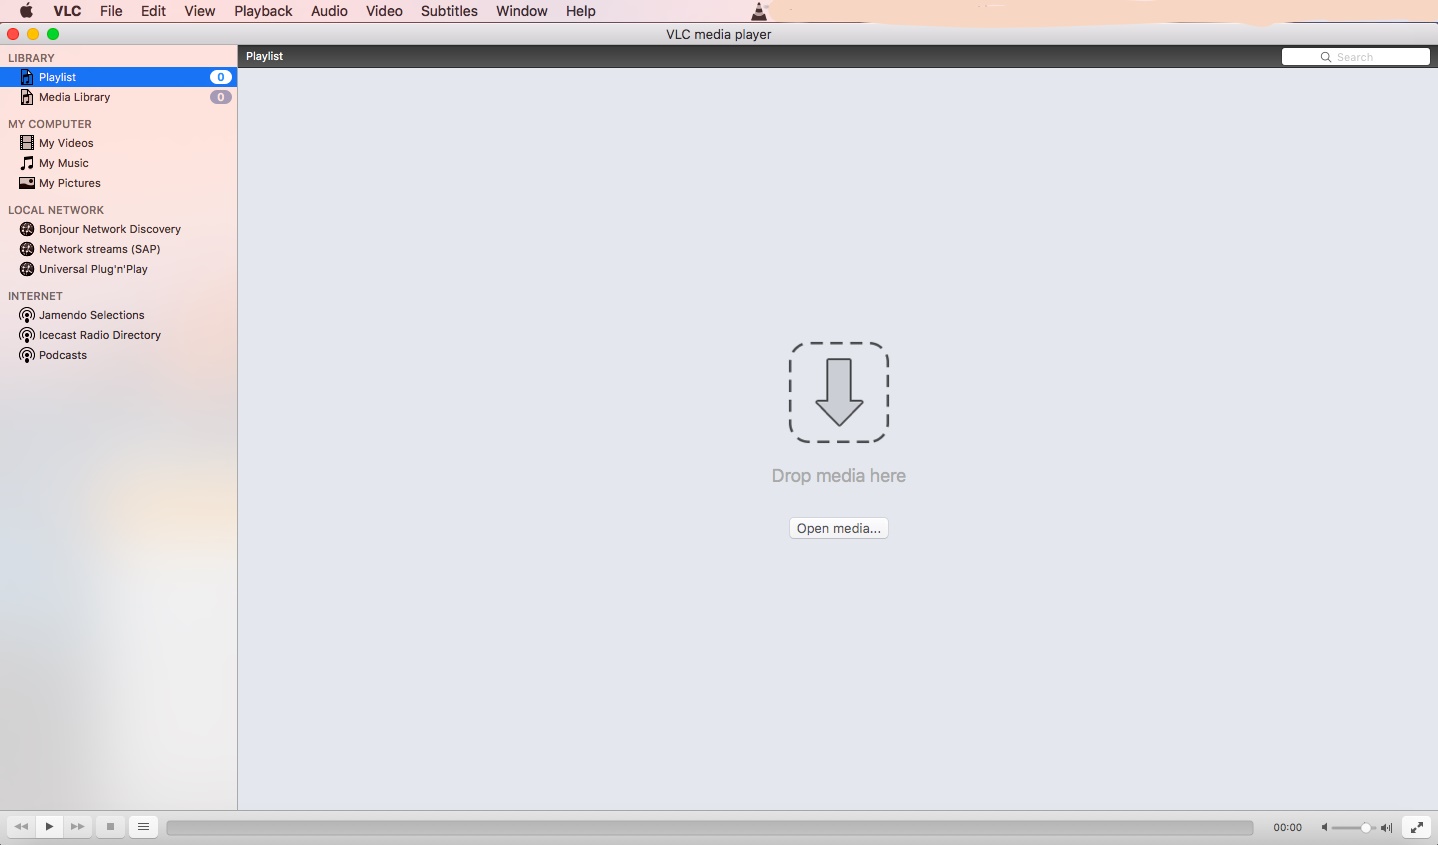 VLC File Edit View Playback Audio Video Subtitles Window Help
VLC media player
LIBRARY
Playlist 0
Media Library 0
MY COMPUTER
My Videos
My Music
My Pictures
LOCAL NETWORK
Bonjour Network Discovery
Network streams (SAP)
Universal Plug'n'Play
INTERNET
Jamendo Selections
Icecast Radio Directory
Podcasts
Playlist
Search
Drop media here
Open media...
00:00